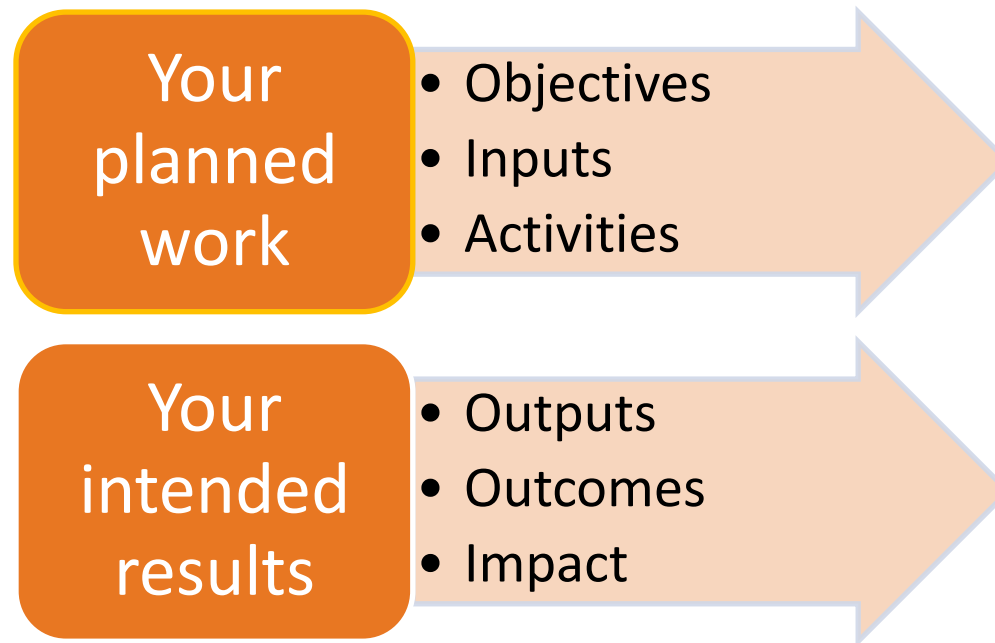 Your
planned
work
• Objectives
• Inputs
• Activities
Your
intended
results
• Outputs
• Outcomes
• Impact